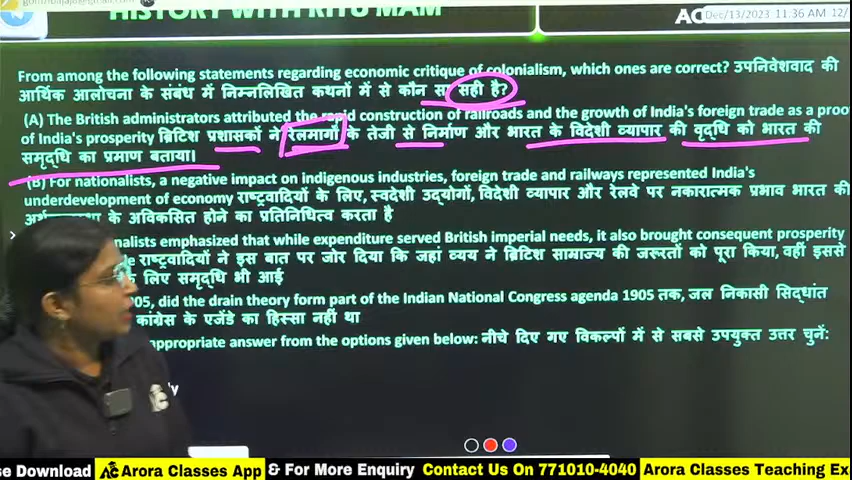 HISTORY WITH RITU MAM
Dec/13/2023 11:36 AM 12/
From among the following statements regarding economic critique of colonialism, which ones are correct? उपनिवेशवाद की
आर्थिक आलोचना के संबंध में निम्नलिखित कथनों में से कौन सा सही है?
(A) The British administrators attributed the rapid construction of railroads and the growth of India's foreign trade as a proo
of India's prosperity ब्रिटिश प्रशासकों ने रेलमार्गों के तेजी से निर्माण और भारत के विदेशी व्यापार की वृद्धि को भारत की
समृद्धि का प्रमाण बताया।
(B) For nationalists, a negative impact on indigenous industries, foreign trade and railways represented India's
underdevelopment of economy राष्ट्रवादियों के लिए, स्वदेशी उद्योगों, विदेशी व्यापार और रेलवे पर नकारात्मक प्रभाव भारत की
के अविकसित होने का प्रतिनिधित्व करता है
nalists emphasized that while expenditure served British imperial needs, it also brought consequent prosperity
राष्ट्रवादियों ने इस बात पर जोर दिया कि जहां व्यय ने ब्रिटिश साम्राज्य की जरूरतों को पूरा किया, वहीं इससे
के लिए समृद्धि भी आई
905, did the drain theory form part of the Indian National Congress agenda 1905 तक, जल निकासी सिद्धांत
कांग्रेस के एजेंडे का हिस्सा नहीं था
appropriate answer from the options given below: नीचे दिए गए विकल्पों में से सबसे उपयुक्त उत्तर चुनें:
se Download Arora Classes App & For More Enquiry Contact Us On 771010-4040 Arora Classes Teaching Ex